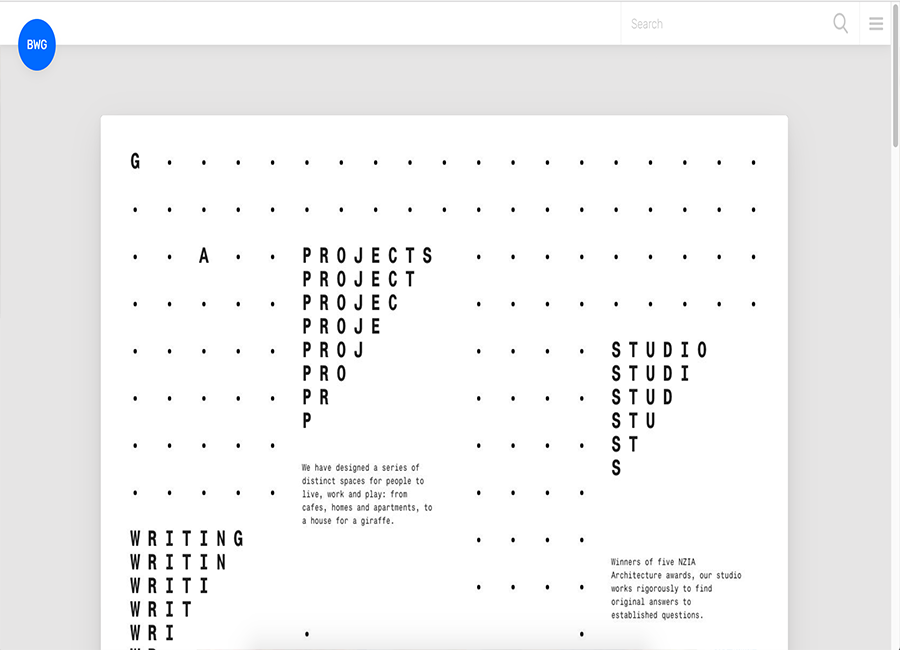 Search
BWG
G
A
PROJECTS
PROJECT
PROJEC
PROJE
PROJ
PRO
PR
P
We have designed a series of
distinct spaces for people to
live, work and play: from
cafes, homes and apartments, to
a house for a giraffe.
STUDIO
STUDI
STUD
STU
ST
S
Winners of five NZIA
Architecture awards, our studio
works rigorously to find
original answers to
established questions.
WRITING
WRITIN
WRITI
WRIT
WRI